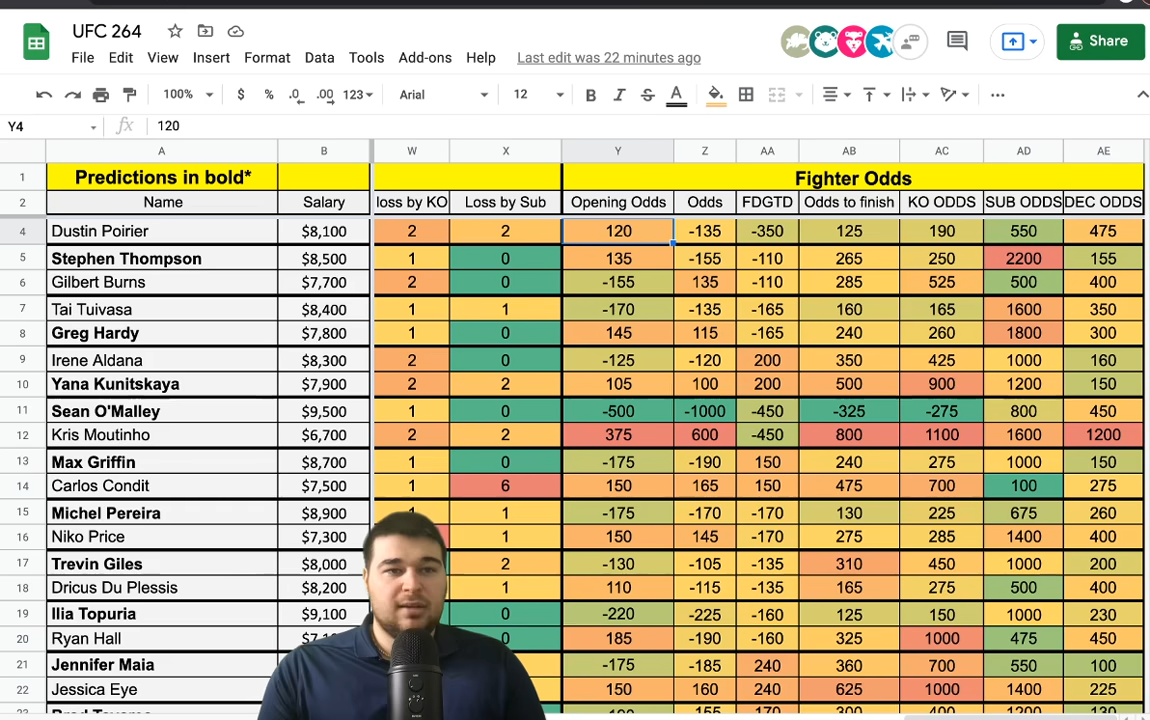 UFC 264
File Edit View Insert Format Data Tools Add-ons Help Last edit was 22 minutes ago
Share
100% $ % .0 .00 123 Arial 12 B I S A
Y4 fx 120
A B W X Y Z AA AB AC AD AE
1 Predictions in bold* Fighter Odds
2 Name Salary loss by KO Loss by Sub Opening Odds Odds FDGTD Odds to finish KO ODDS SUB ODDS DEC ODDS
4 Dustin Poirier $8,100 2 2 120 -135 -350 125 190 550 475
5 Stephen Thompson $8,500 1 0 135 -155 -110 265 250 2200 155
6 Gilbert Burns $7,700 2 0 -155 135 -110 285 525 500 400
7 Tai Tuivasa $8,400 1 1 -170 -135 -165 160 165 1600 350
8 Greg Hardy $7,800 1 0 145 115 -165 240 260 1800 300
9 Irene Aldana $8,300 2 0 -125 -120 200 350 425 1000 160
10 Yana Kunitskaya $7,900 2 2 105 100 200 500 900 1200 150
11 Sean O'Malley $9,500 1 0 -500 -1000 -450 -325 -275 800 450
12 Kris Moutinho $6,700 2 2 375 600 -450 800 1100 1600 1200
13 Max Griffin $8,700 1 0 -175 -190 150 240 275 1000 150
14 Carlos Condit $7,500 1 6 150 165 150 475 700 100 275
15 Michel Pereira $8,900 1 1 -175 -170 -170 130 225 675 260
16 Niko Price $7,300 1 150 145 -170 275 285 1400 400
17 Trevin Giles $8,000 2 -130 -105 -135 310 450 1000 200
18 Dricus Du Plessis $8,200 1 110 -115 -135 165 275 500 400
19 Ilia Topuria $9,100 0 -220 -225 -160 125 150 1000 230
20 Ryan Hall 0 185 -190 -160 325 1000 475 450
21 Jennifer Maia -175 -185 240 360 700 550 100
22 Jessica Eye 150 160 240 625 1000 1400 225